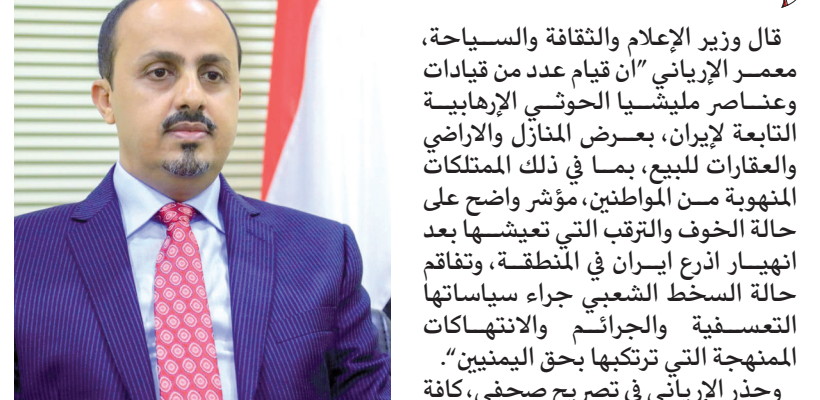 قال وزير الإعلام والثقافة والسياحة،
معمر الإرياني "ان قيام عدد من قيادات
وعناصر مليشيا الحوثي الإرهابية
التابعة لإيران، بعرض المنازل والاراضي
والعقارات للبيع، بما في ذلك الممتلكات
المنهوبة من المواطنين، مؤشر واضح على
حالة الخوف والترقب التي تعيشها بعد
انهيار اذرع ايران في المنطقة، وتفاقم
حالة السخط الشعبي جراء سياساتها
التعسفية والجرائم والانتهاكات
الممنهجة التي ترتكبها بحق اليمنيين".
وحذر الإرياني في تصريح صحفي، كافة